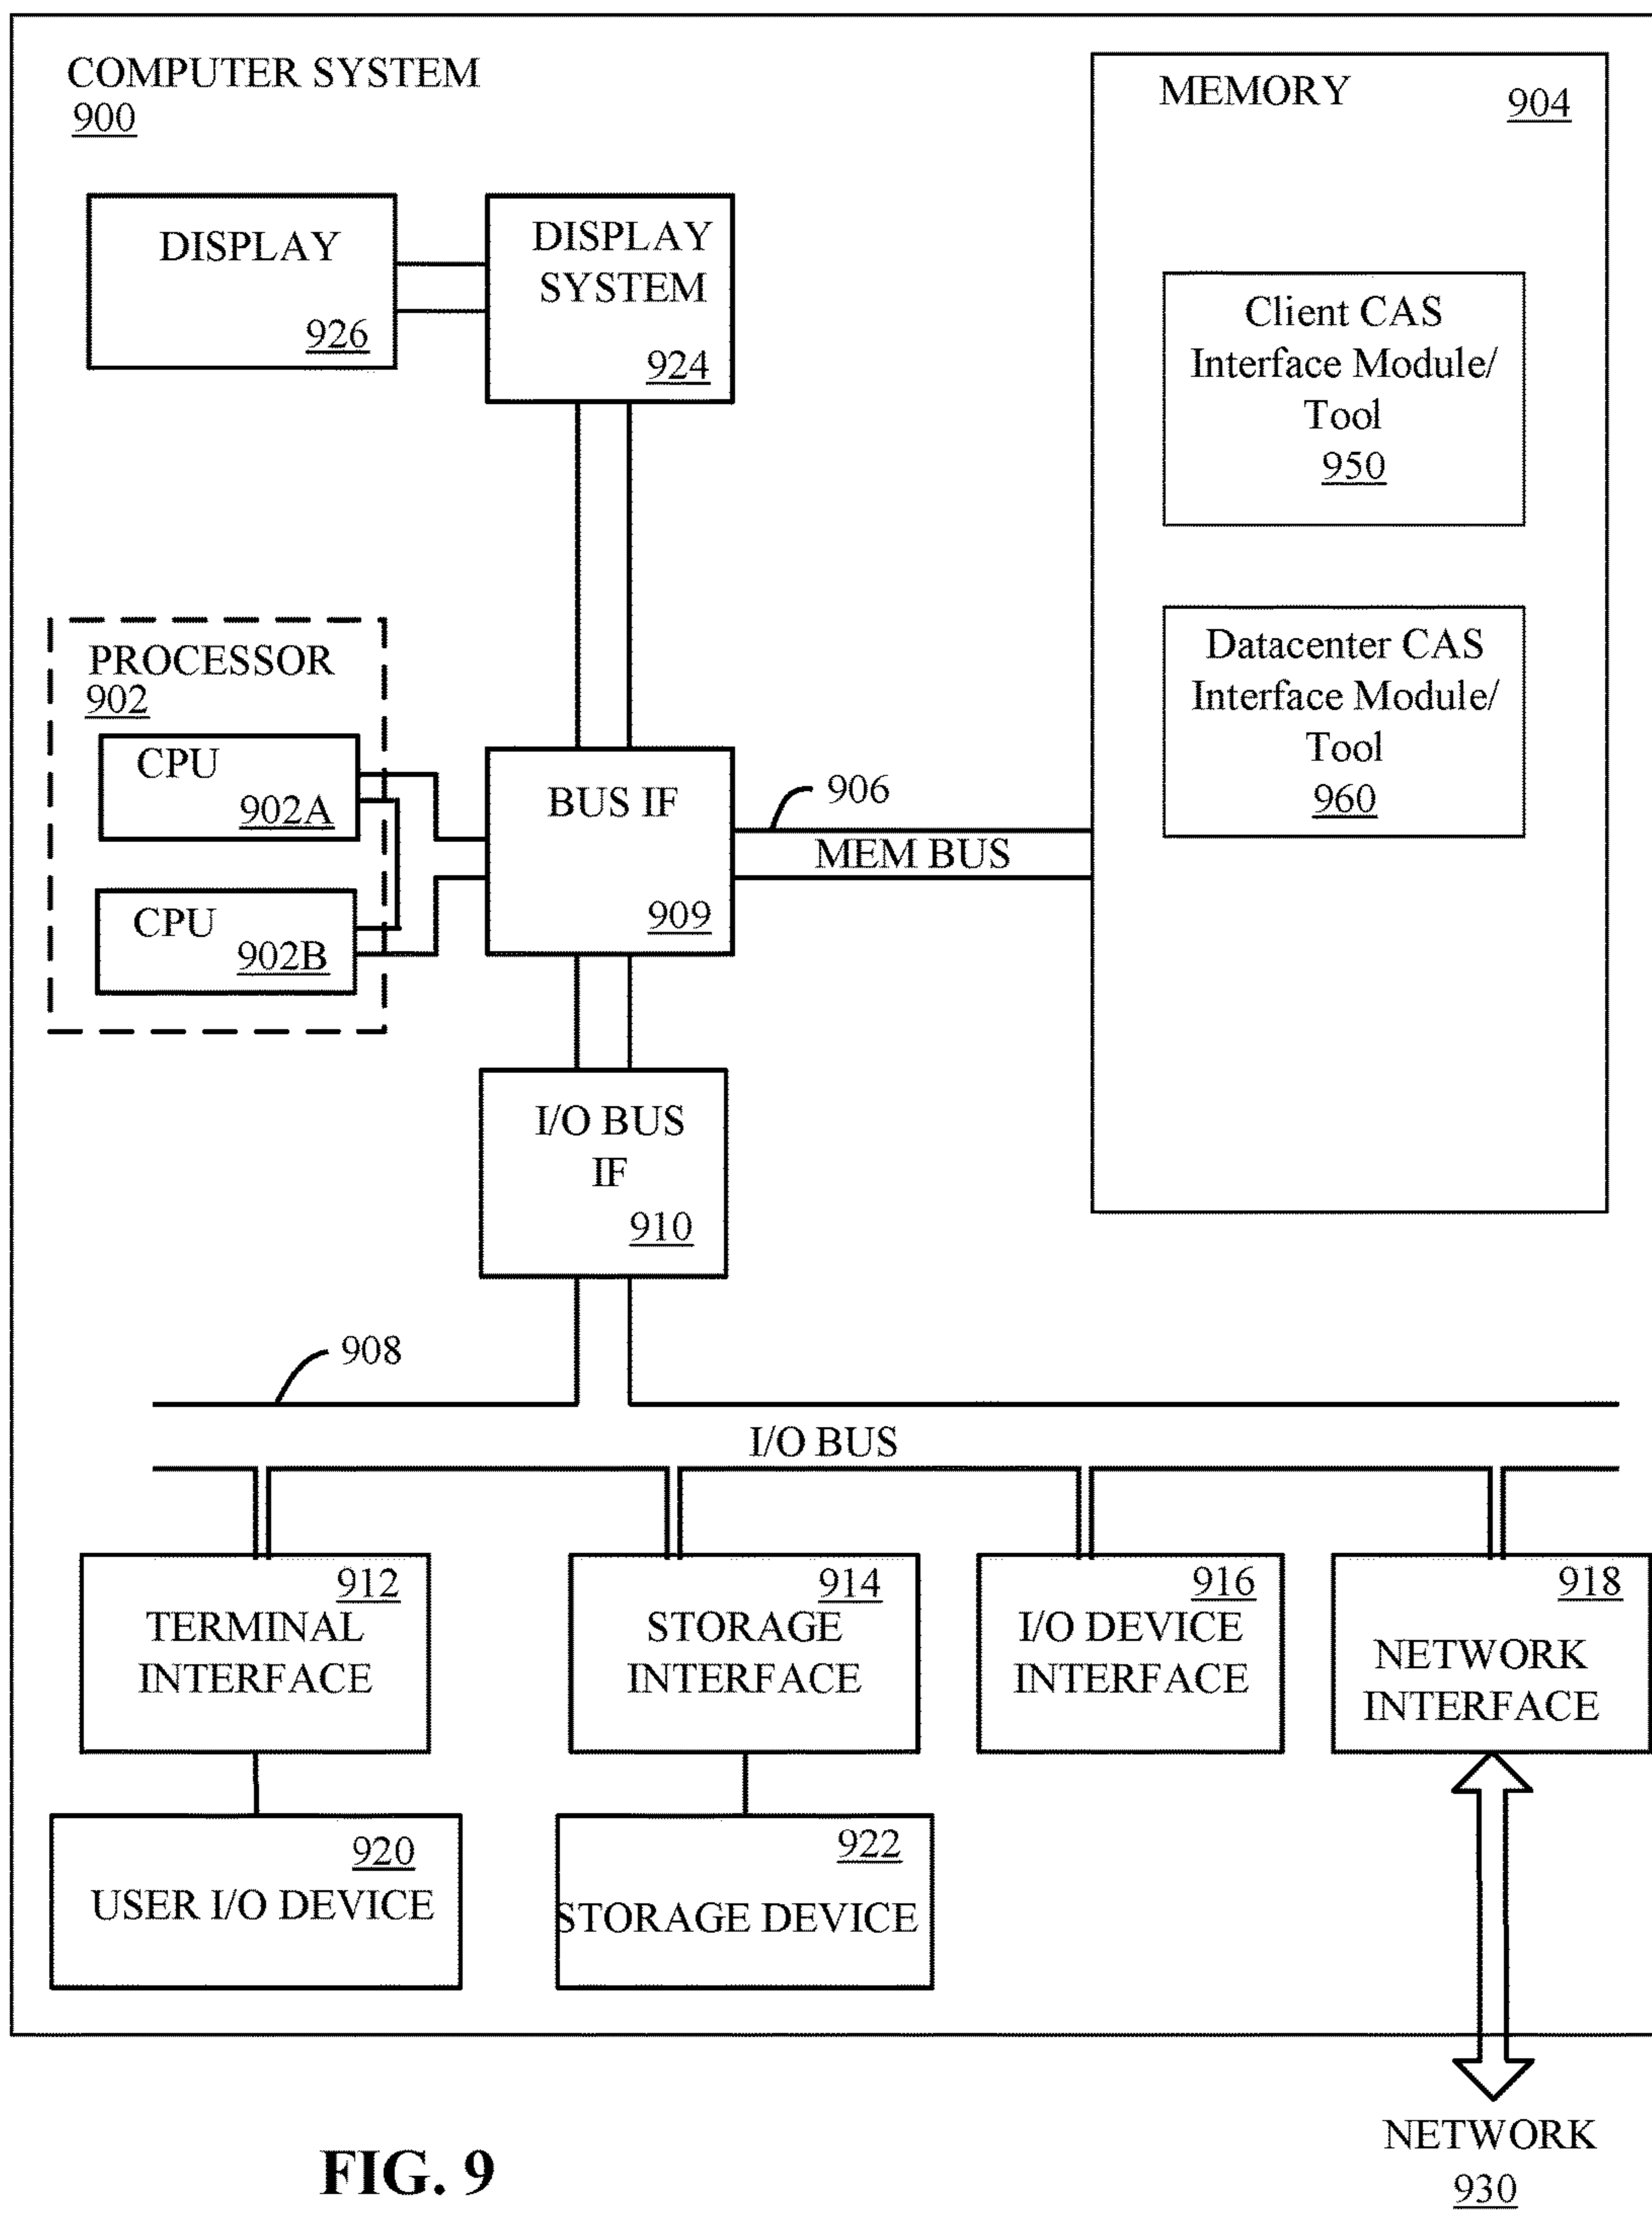 COMPUTER SYSTEM
900
MEMORY
904
DISPLAY
926
DISPLAY
SYSTEM
924
Client CAS
Interface Module/
Tool
950
Datacenter CAS
Interface Module/
Tool
960
PROCESSOR
902
CPU
902A
CPU
902B
BUS IF
909
906
MEM BUS
I/O BUS
IF
910
908
I/O BUS
912
TERMINAL
INTERFACE
914
STORAGE
INTERFACE
916
I/O DEVICE
INTERFACE
918
NETWORK
INTERFACE
920
USER I/O DEVICE
922
STORAGE DEVICE
NETWORK
930
FIG. 9